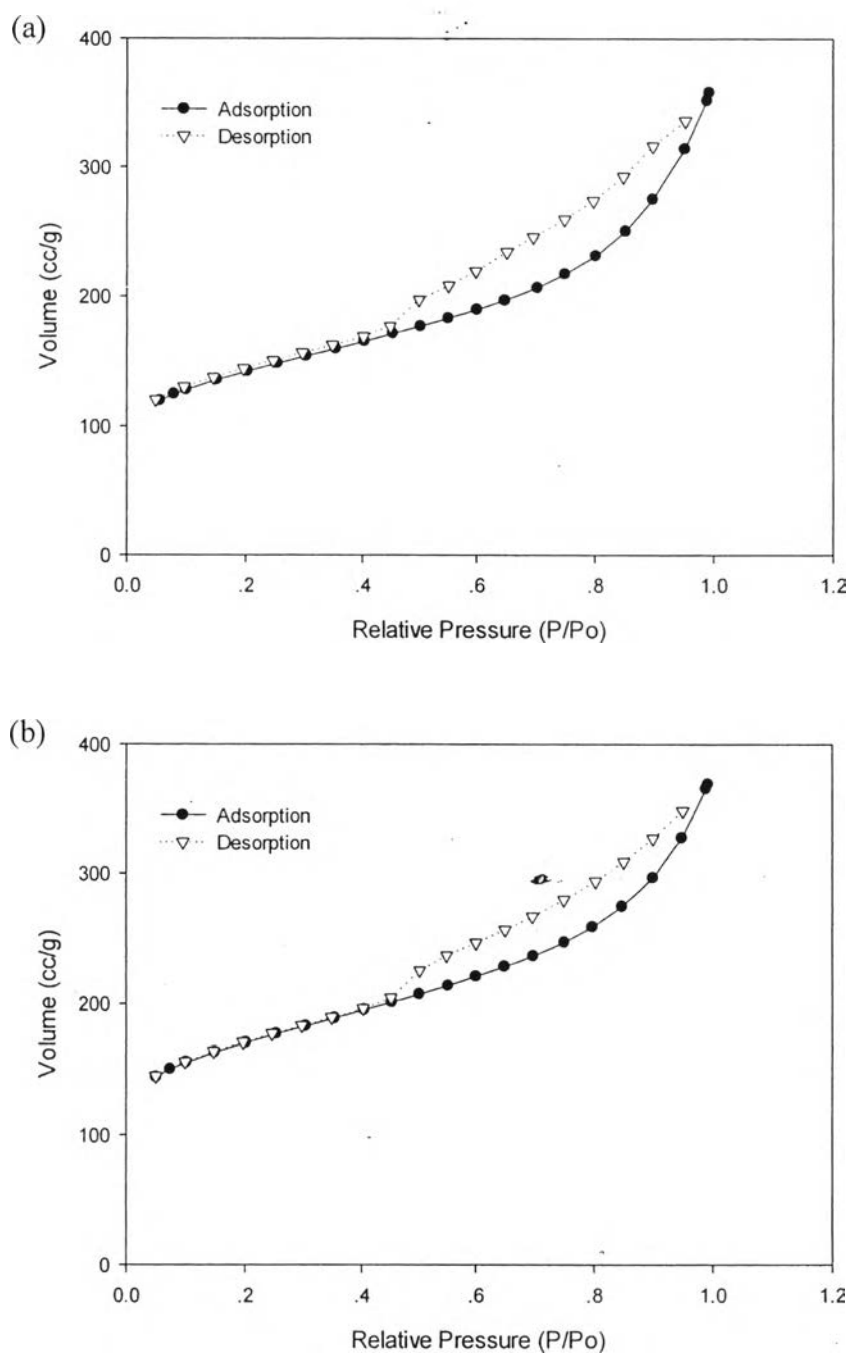 (a)
400
Adsorption
Desorption
300
200
100
0
Volume (cc/g)
0.0 .2 .4 .6 .8 1.0 1.2
Relative Pressure (P/Po)
(b)
400
Adsorption
Desorption
300
200
100
0
Volume (cc/g)
0.0 .2 .4 .6 .8 1.0 1.2
Relative Pressure (P/Po)